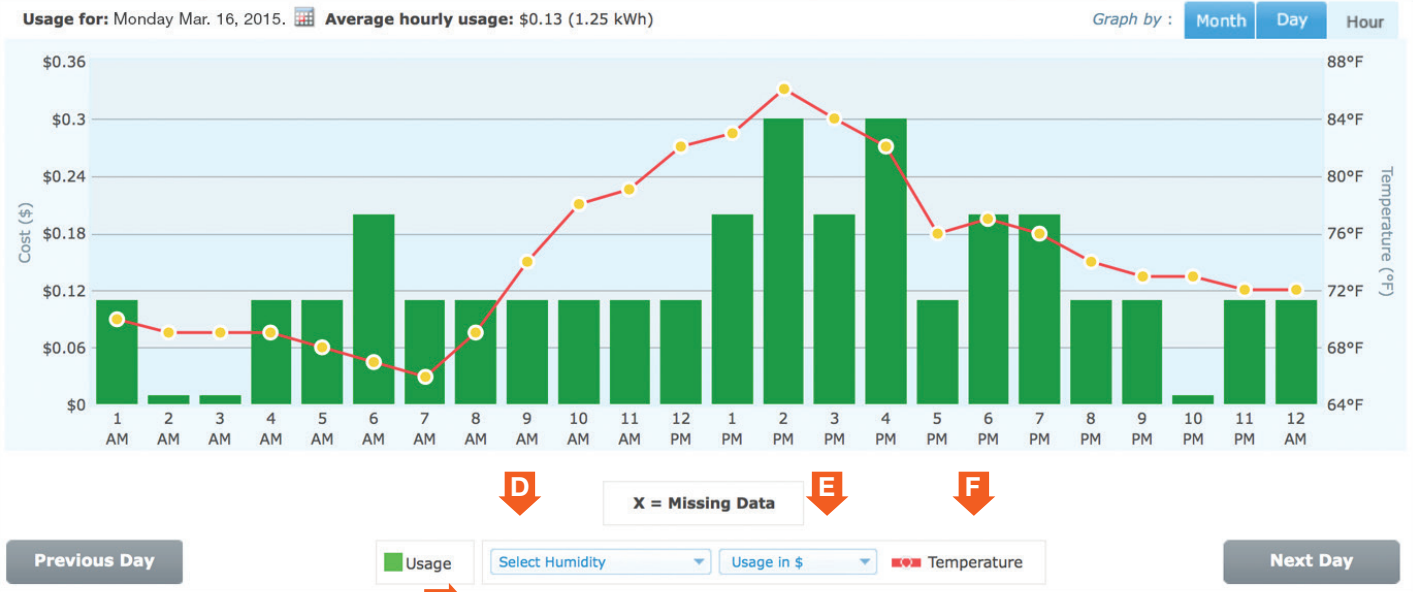 Usage for: Monday Mar. 16, 2015. Average hourly usage: $0.13 (1.25 kWh) Graph by : Month Day Hour
$0.36 88°F
$0.3 84°F
$0.24 80°F
$0.18 76°F
$0.12 72°F
$0.06 68°F
$0 64°F
Cost ($)
Temperature (°F)
1 2 3 4 5 6 7 8 9 10 11 12 1 2 3 4 5 6 7 8 9 10 11 12
AM AM AM AM AM AM AM AM AM AM AM PM PM PM PM PM PM PM PM PM PM PM PM AM
D E F
X = Missing Data
Previous Day Usage Select Humidity Usage in $ Temperature Next Day